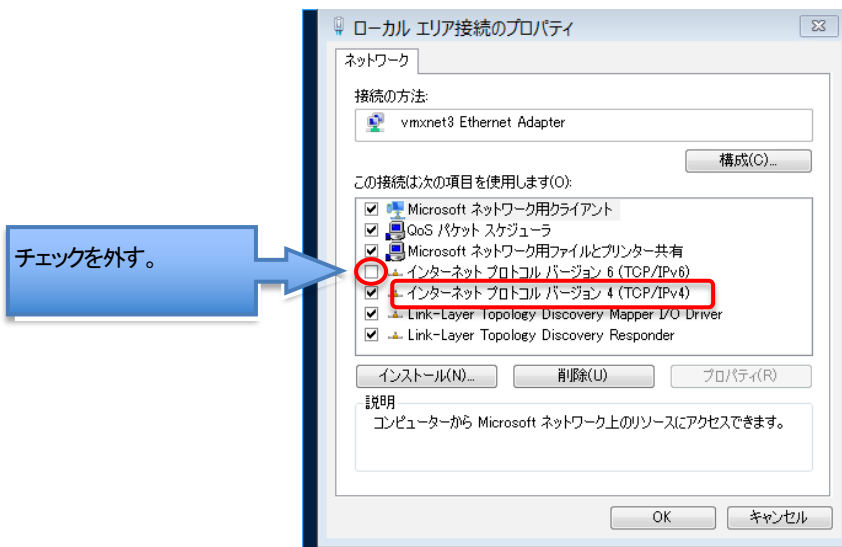 ローカル エリア接続のプロパティ
ネットワーク
接続の方法:
vmxnet3 Ethernet Adapter
構成(C)...
この接続は次の項目を使用します(O):
Microsoft ネットワーク用クライアント
QoS パケット スケジューラ
Microsoft ネットワーク用ファイルとプリンター共有
チェックを外す。
インターネット プロトコル バージョン 6 (TCP/IPv6)
インターネット プロトコル バージョン 4 (TCP/IPv4)
Link-Layer Topology Discovery Mapper I/O Driver
Link-Layer Topology Discovery Responder
インストール(N)...
削除(U)
プロパティ(R)
説明
コンピューターから Microsoft ネットワーク上のリソースにアクセスできます。
OK
キャンセル